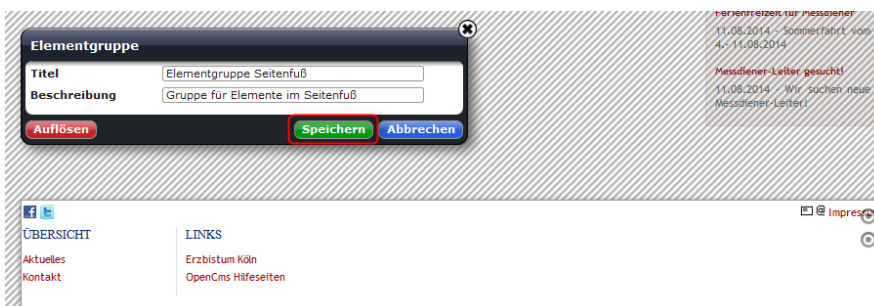 Ferienfreizeit für Messdiener
11.08.2014 - Sommerfahrt vom
4.- 11.08.2014
Messdiener-Leiter gesucht!
11.08.2014 - Wir suchen neue
Messdiener-Leiter!
Elementgruppe
Titel Elementgruppe Seitenfuß
Beschreibung Gruppe für Elemente im Seitenfuß
Auflösen Speichern Abbrechen
@ Impressu
ÜBERSICHT LINKS
Aktuelles Erzbistum Köln
Kontakt OpenCms Hilfeseiten